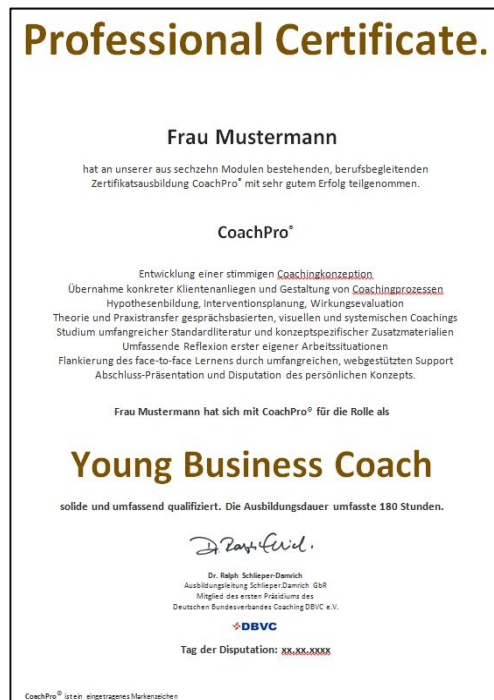 Professional Certificate.
Frau Mustermann
hat an unserer aus sechzehn Modulen bestehenden, berufsbegleitenden
Zertifikatsausbildung CoachPro® mit sehr gutem Erfolg teilgenommen.
CoachPro®
Entwicklung einer stimmigen Coachingkonzeption
Übernahme konkreter Klientenanliegen und Gestaltung von Coachingprozessen
Hypothesenbildung, Interventionsplanung, Wirkungsevaluation
Theorie und Praxistransfer gesprächsbasierten, visuellen und systemischen Coachings
Studium umfangreicher Standardliteratur und konzeptspezifischer Zusatzmaterialien
Umfassende Reflexion erster eigener Arbeitssituationen
Flankierung des face-to-face Lernens durch umfangreichen, webgestützten Support
Abschluss-Präsentation und Disputation des persönlichen Konzepts.
Frau Mustermann hat sich mit CoachPro® für die Rolle als
Young Business Coach
solide und umfassend qualifiziert. Die Ausbildungsdauer umfasste 180 Stunden.
Dr. Ralph Schlieper-Damrich
Ausbildungsleitung Schlieper.Damrich GbR
Mitglied des ersten Präsidiums des
Deutschen Bundesverbandes Coaching DBVC e.V.
DBVC
Tag der Disputation: xx.xx.xxxx
CoachPro® ist ein eingetragenes Markenzeichen